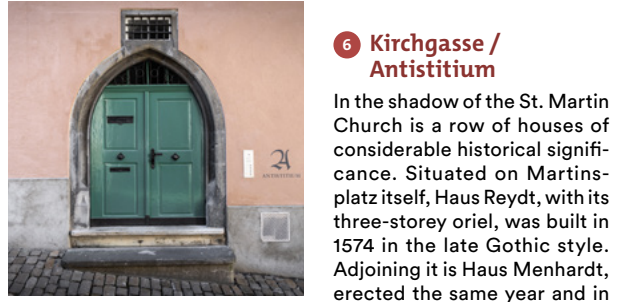 A
ANTISTITIUM
6 Kirchgasse /
Antistitium
In the shadow of the St. Martin
Church is a row of houses of
considerable historical signifi-
cance. Situated on Martins-
platz itself, Haus Reydt, with its
three-storey oriel, was built in
1574 in the late Gothic style.
Adjoining it is Haus Menhardt,
erected the same year and in